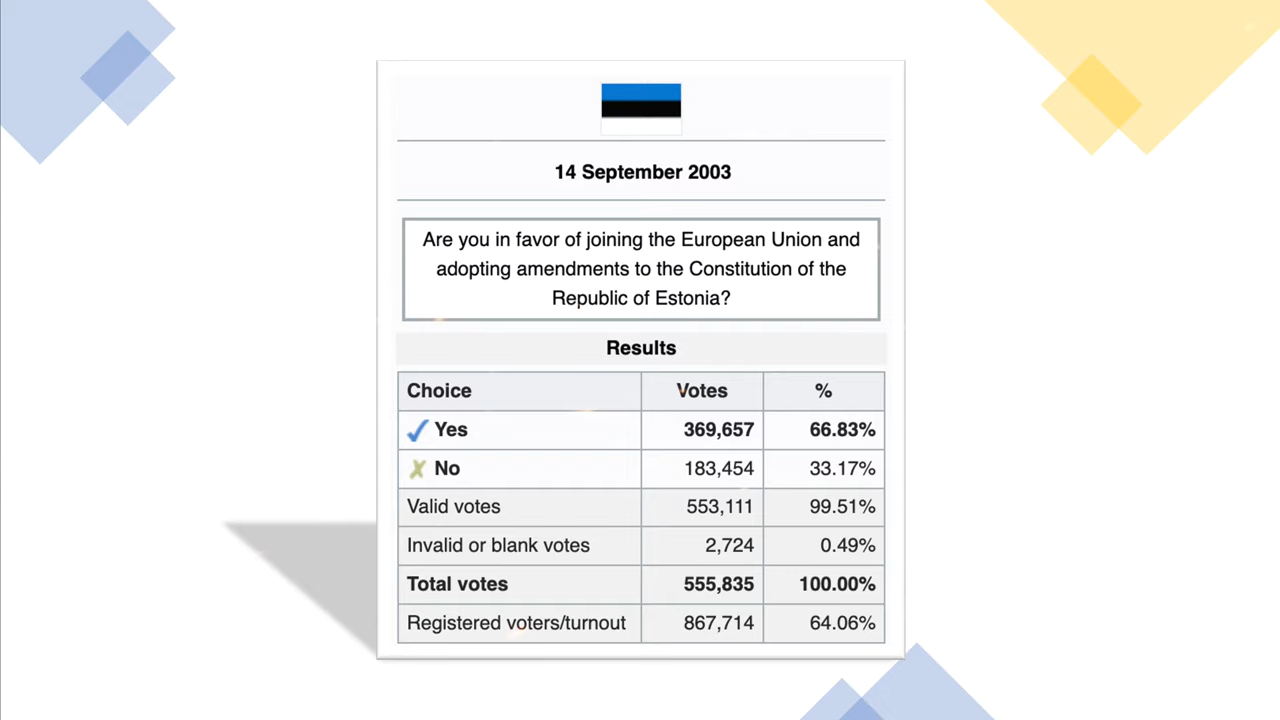 14 September 2003
Are you in favor of joining the European Union and
adopting amendments to the Constitution of the
Republic of Estonia?
Results
Choice Votes %
Yes 369,657 66.83%
No 183,454 33.17%
Valid votes 553,111 99.51%
Invalid or blank votes 2,724 0.49%
Total votes 555,835 100.00%
Registered voters/turnout 867,714 64.06%